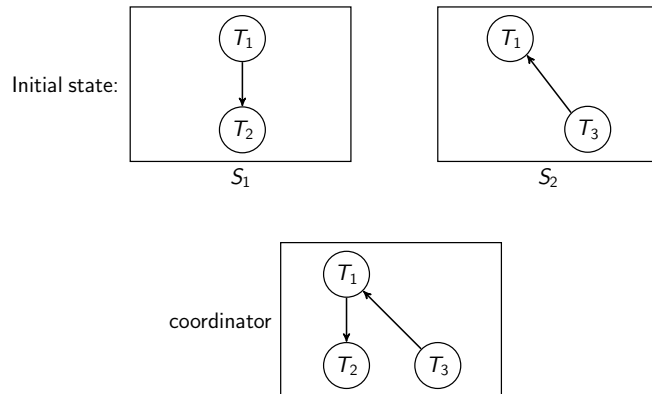 Initial state:
T₁
T₂
S₁
T₁
T₃
S₂
coordinator
T₁
T₂
T₃